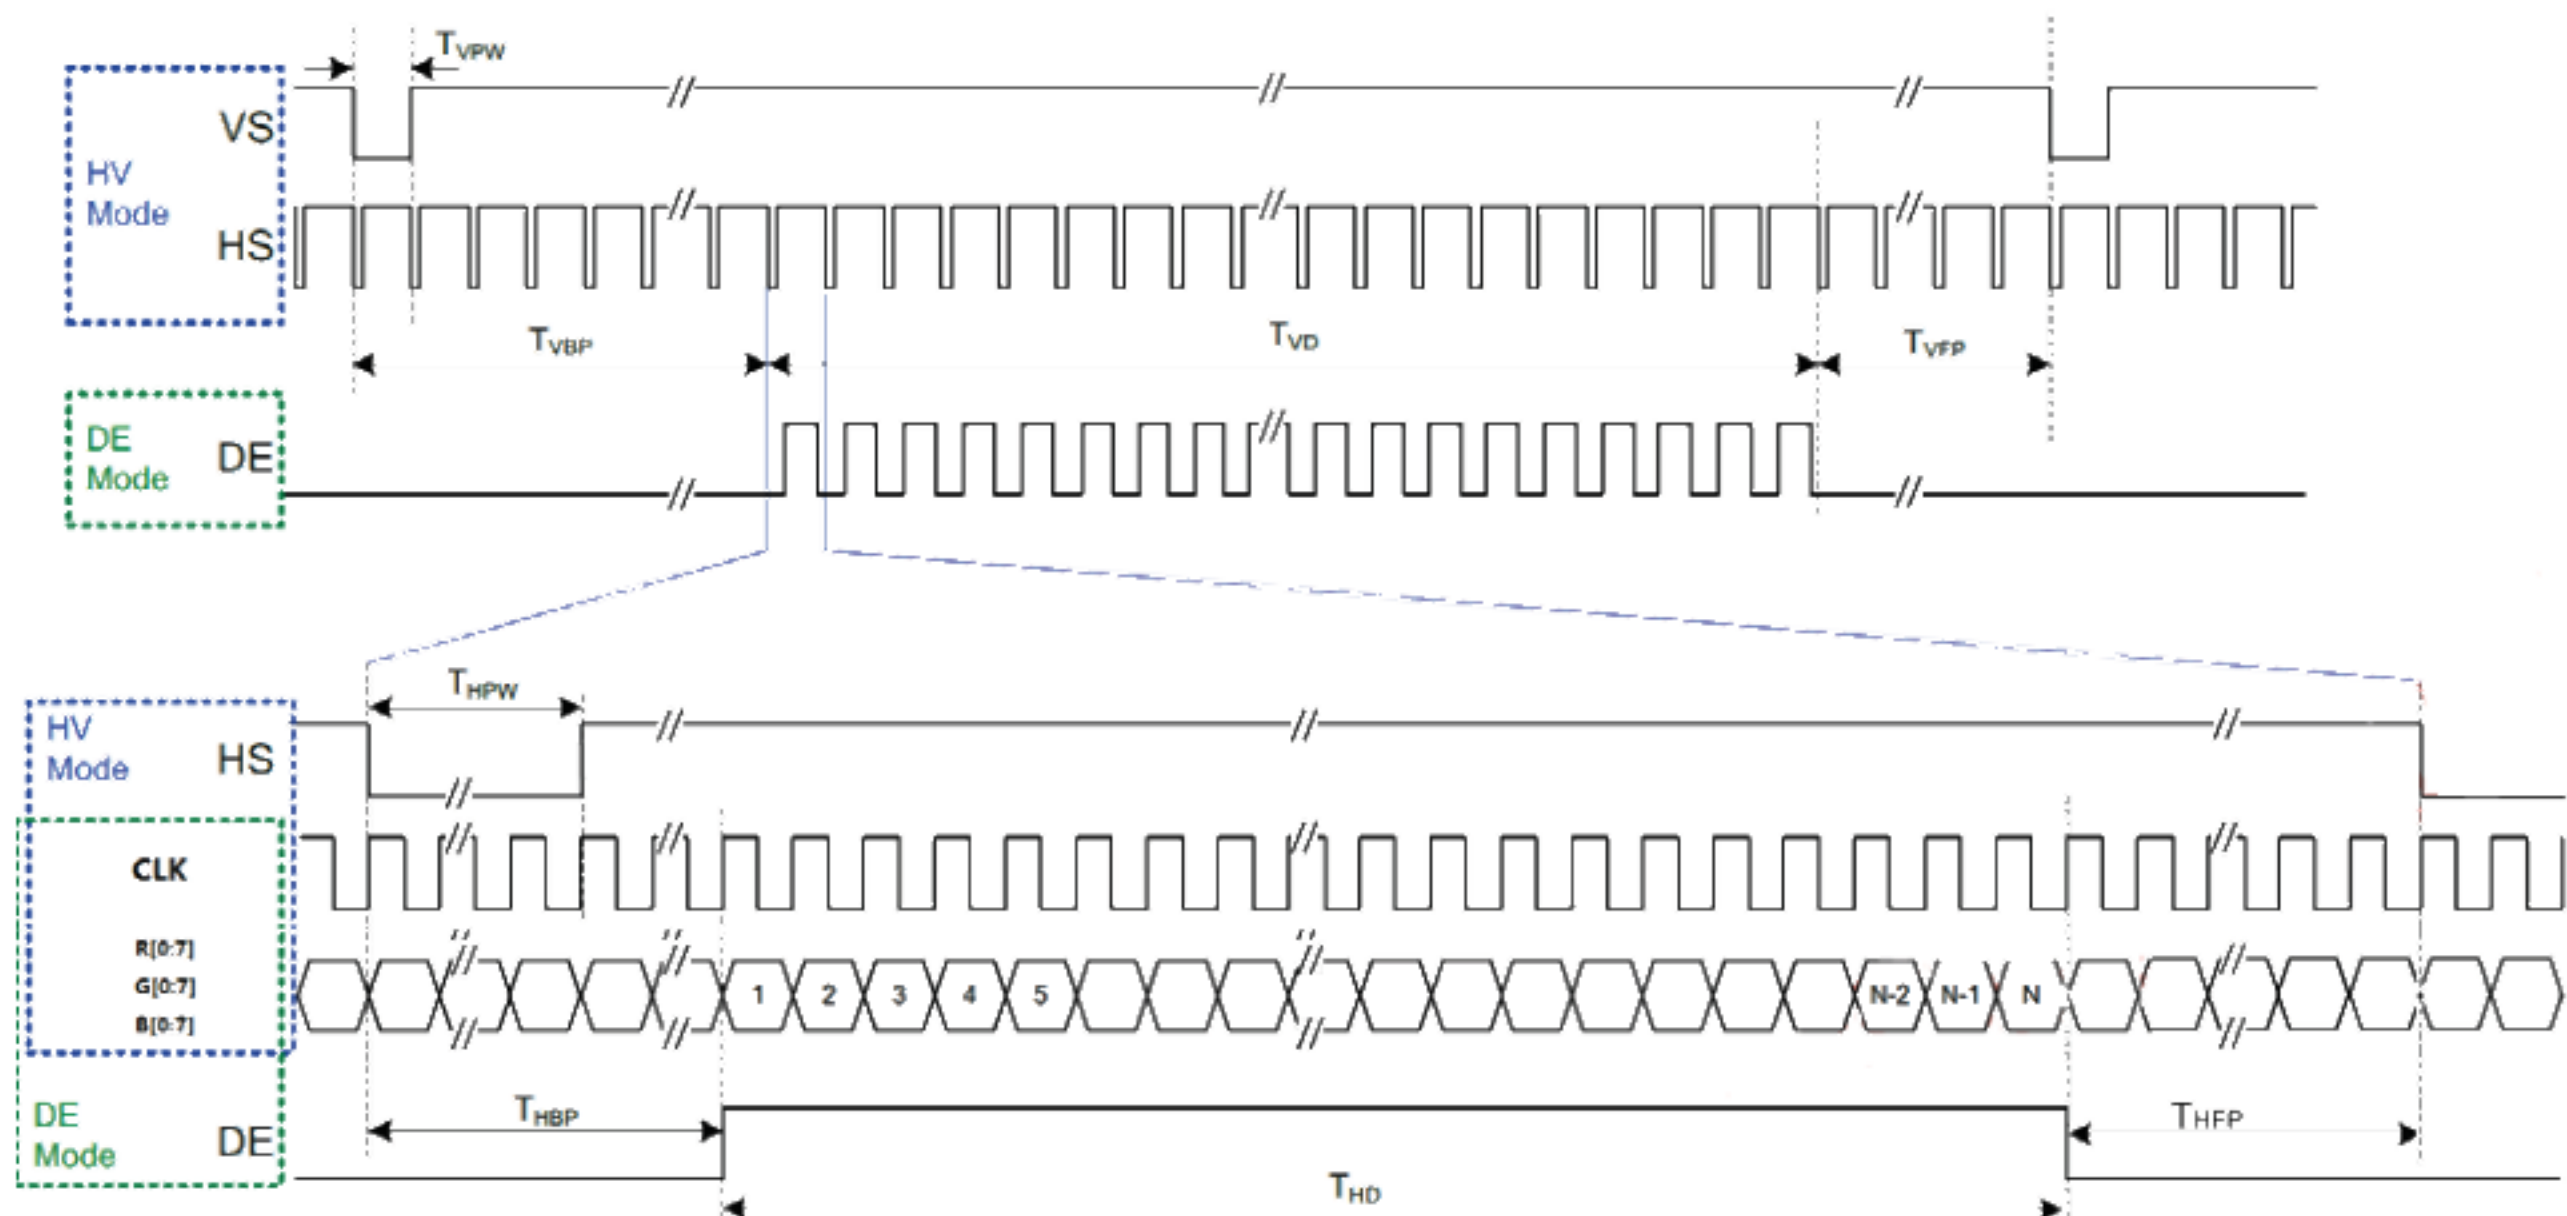 TVPW
VS
HV
Mode
HS
TVBP
TVD
TVFP
DE
Mode
DE
THPW
HV
Mode
HS
CLK
R[0:7]
G[0:7]
B[0:7]
1 2 3 4 5 N-2 N-1 N
THBP
THFP
DE
Mode
DE
THD